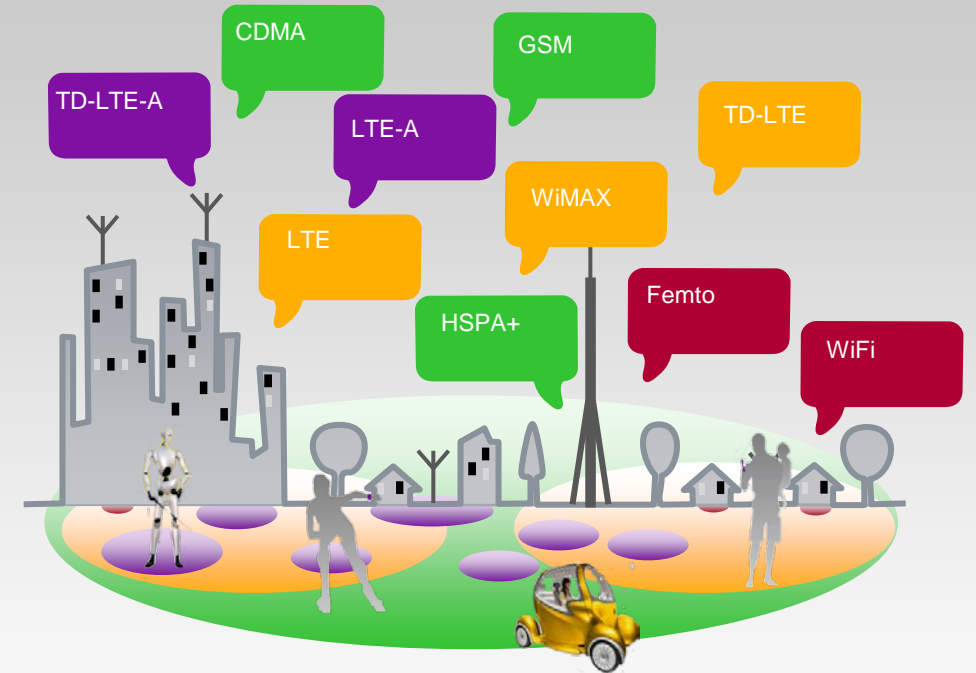 CDMA
GSM
TD-LTE-A
LTE-A
TD-LTE
WiMAX
LTE
Femto
HSPA+
WiFi